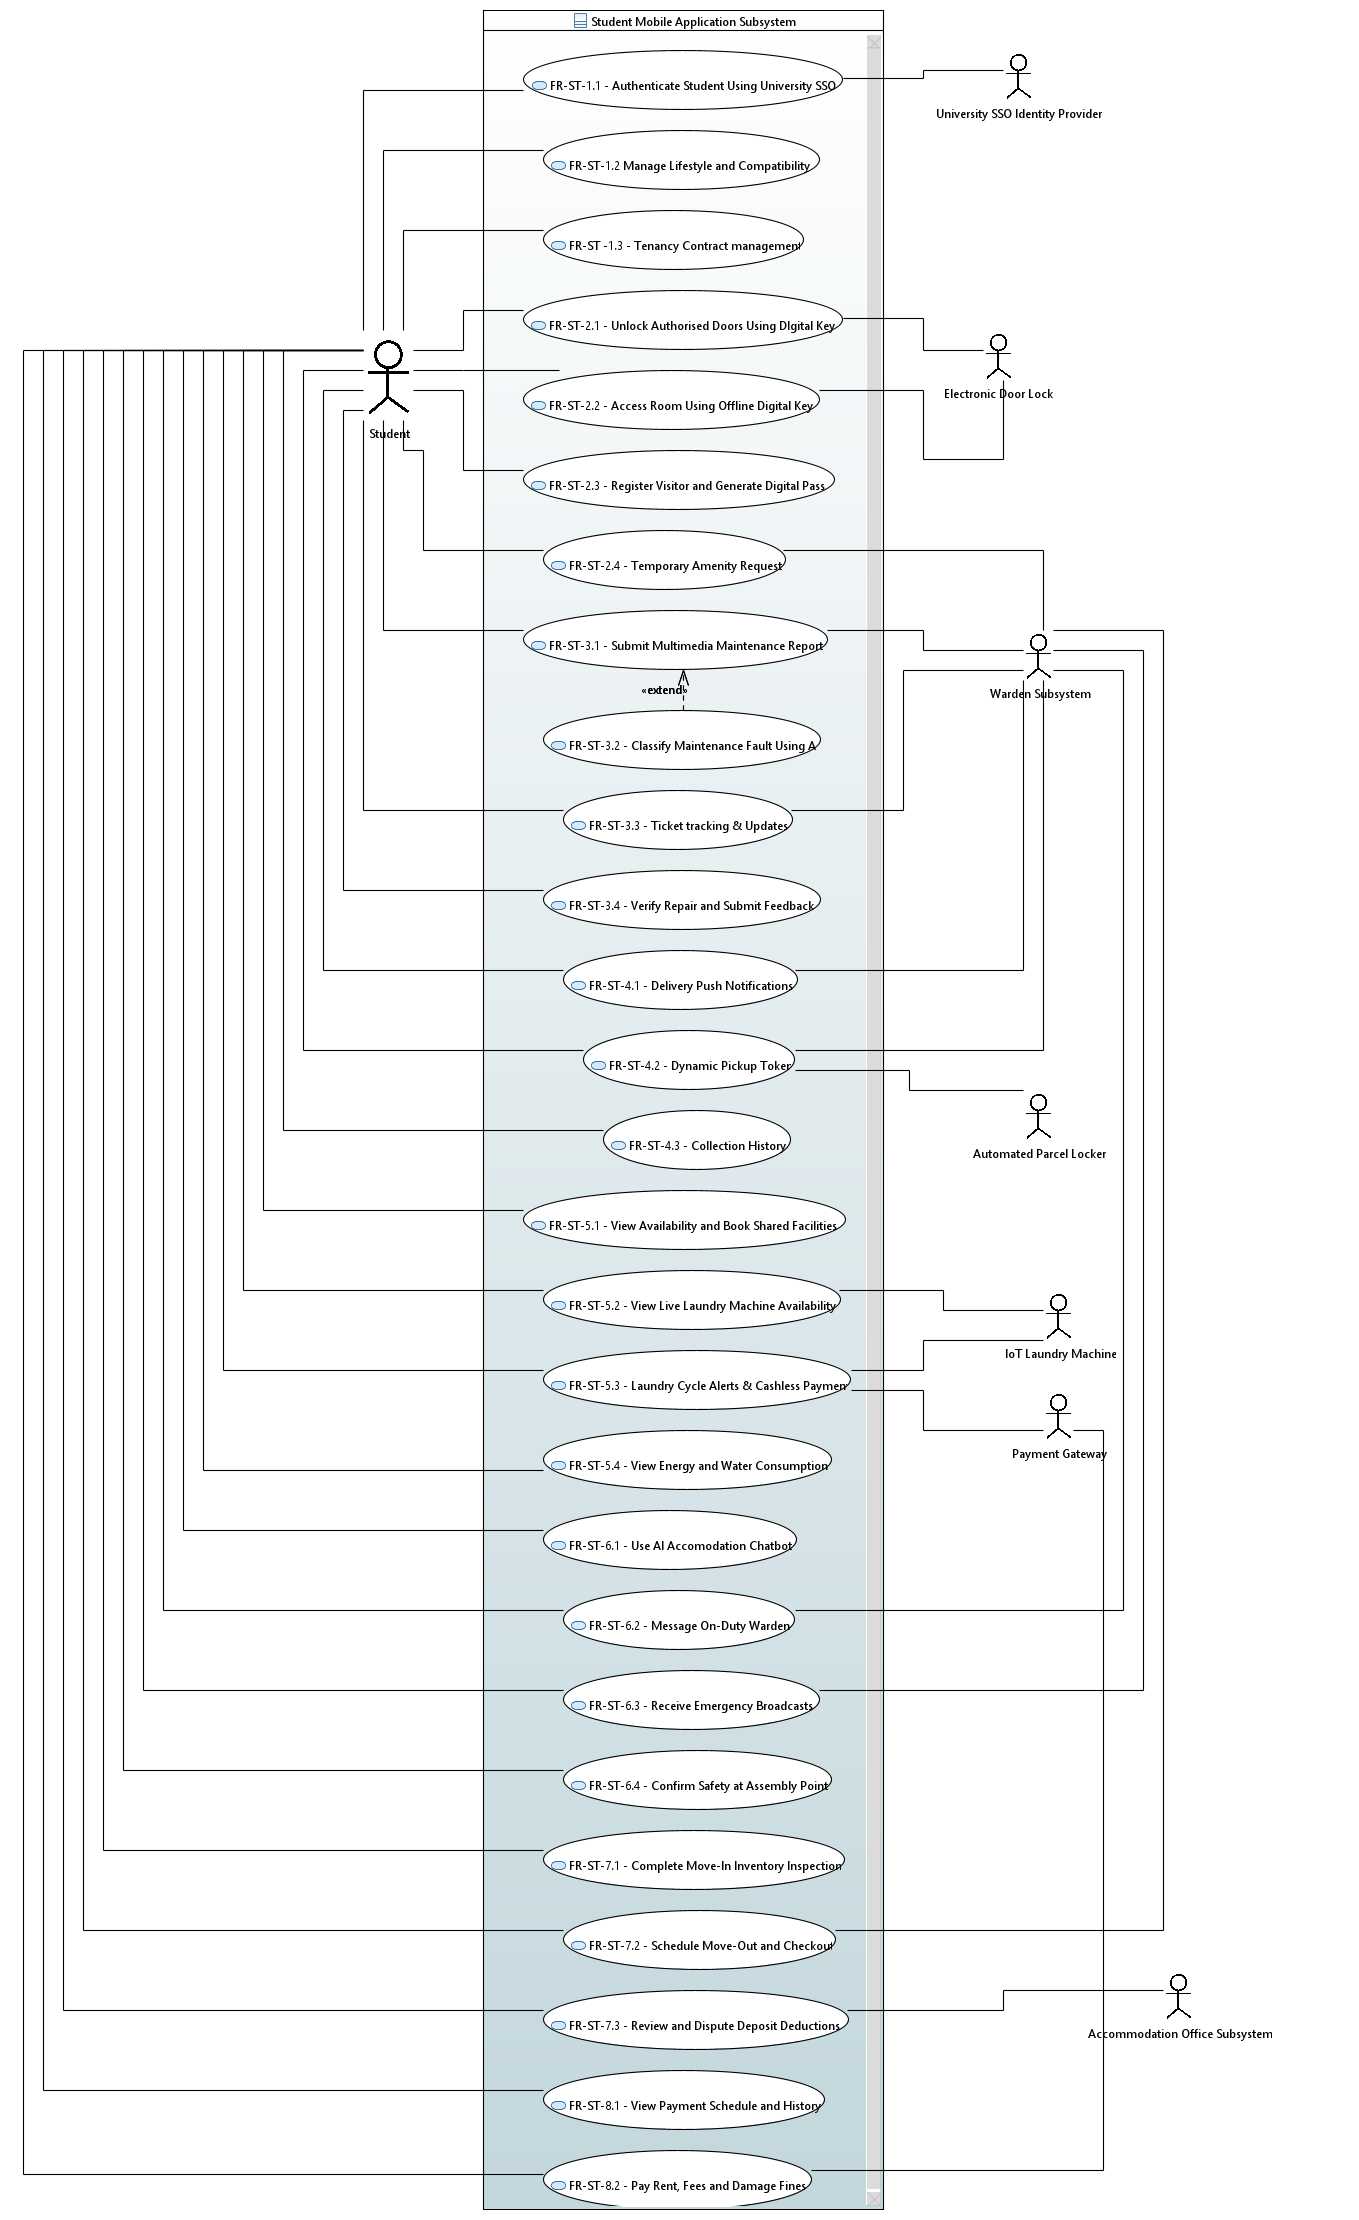 Student Mobile Application Subsystem
FR-ST-1.1 - Authenticate Student Using University SSO
University SSO Identity Provider
FR-ST-1.2 Manage Lifestyle and Compatibility
FR-ST -1.3 - Tenancy Contract management
FR-ST-2.1 - Unlock Authorised Doors Using DIgital Key
Electronic Door Lock
FR-ST-2.2 - Access Room Using Offline Digital Key
Student
FR-ST-2.3 - Register Visitor and Generate Digital Pass
FR-ST-2.4 - Temporary Amenity Request
FR-ST-3.1 - Submit Multimedia Maintenance Report
«extend»
Warden Subsystem
FR-ST-3.2 - Classify Maintenance Fault Using A
FR-ST-3.3 - Ticket tracking & Updates
FR-ST-3.4 - Verify Repair and Submit Feedback
FR-ST-4.1 - Delivery Push Notifications
FR-ST-4.2 - Dynamic Pickup Token
Automated Parcel Locker
FR-ST-4.3 - Collection History
FR-ST-5.1 - View Availability and Book Shared Facilities
FR-ST-5.2 - View Live Laundry Machine Availability
IoT Laundry Machine
FR-ST-5.3 - Laundry Cycle Alerts & Cashless Paymen
Payment Gateway
FR-ST-5.4 - View Energy and Water Consumption
FR-ST-6.1 - Use AI Accomodation Chatbot
FR-ST-6.2 - Message On-Duty Warden
FR-ST-6.3 - Receive Emergency Broadcasts
FR-ST-6.4 - Confirm Safety at Assembly Point
FR-ST-7.1 - Complete Move-In Inventory Inspection
FR-ST-7.2 - Schedule Move-Out and Checkout
FR-ST-7.3 - Review and Dispute Deposit Deductions
Accommodation Office Subsystem
FR-ST-8.1 - View Payment Schedule and History
FR-ST-8.2 - Pay Rent, Fees and Damage Fines